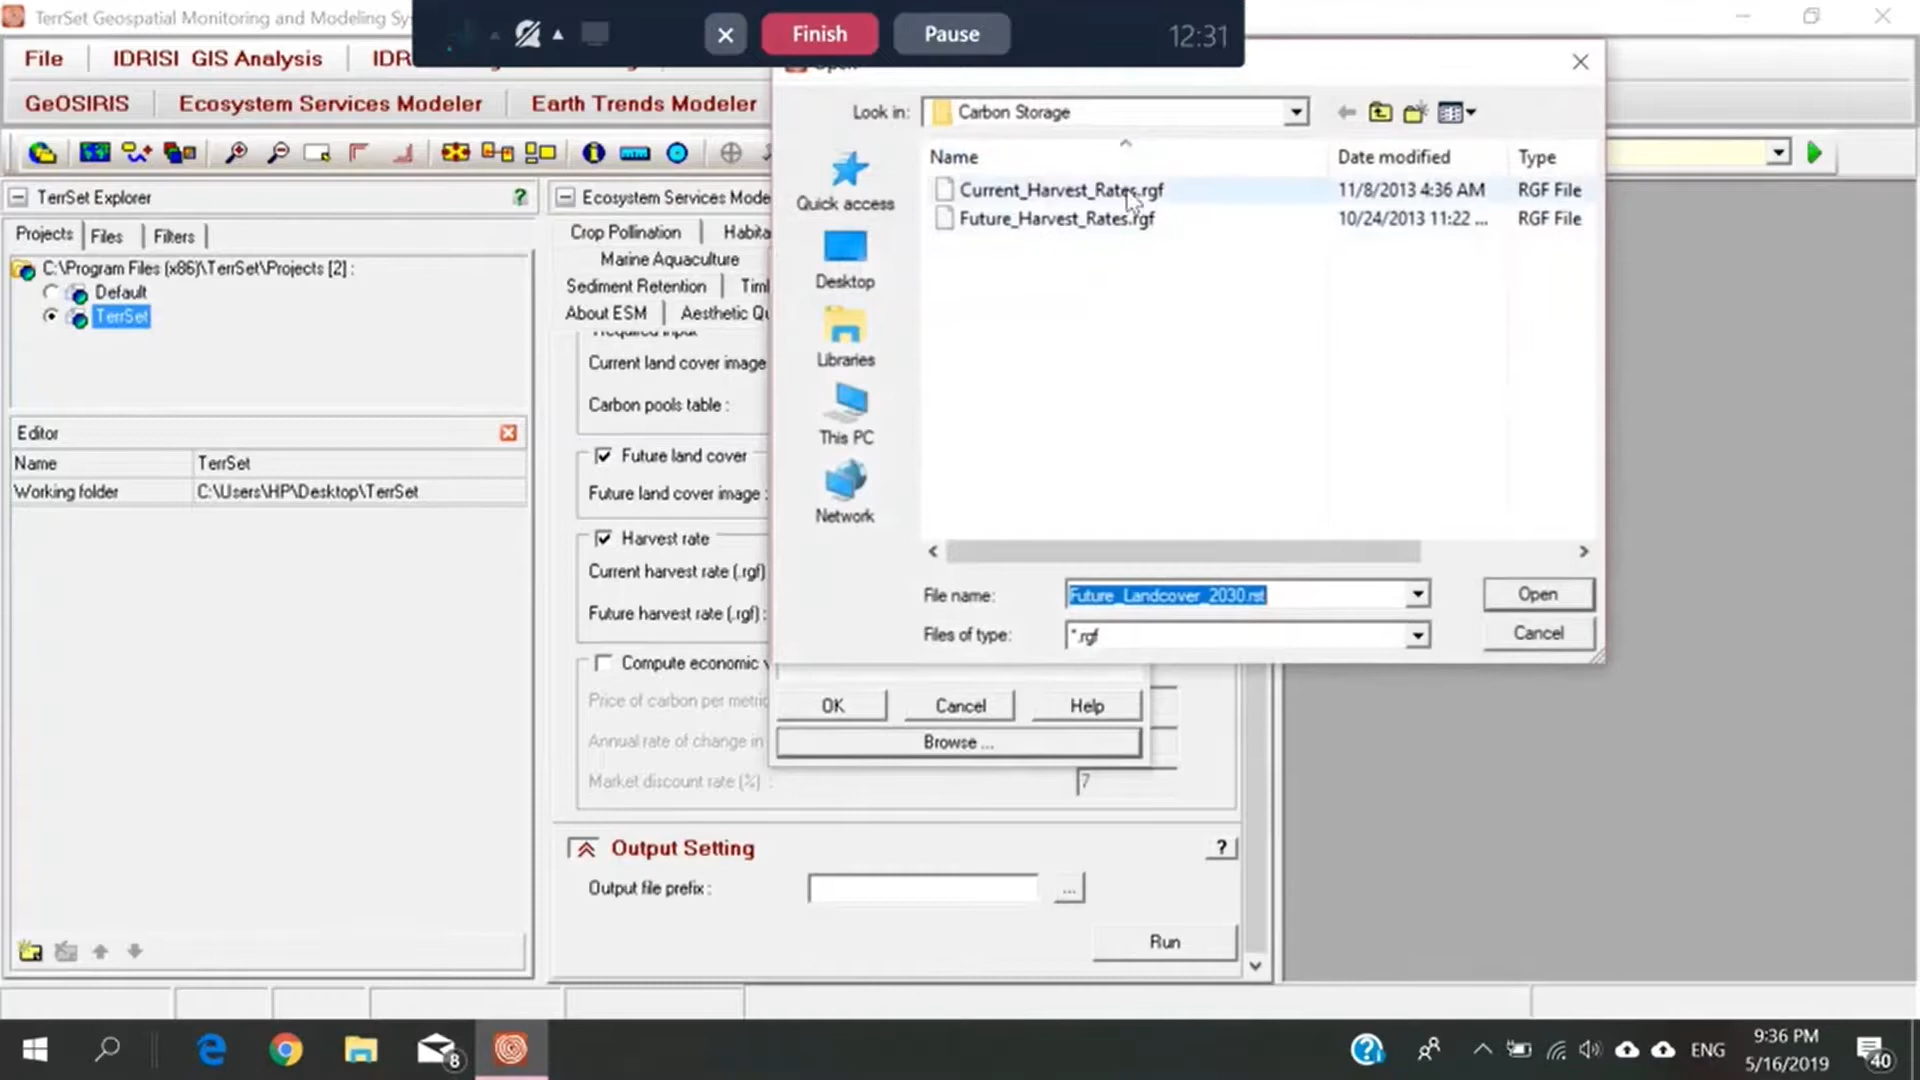 TerrSet Geospatial Monitoring and Modeling Sy
Finish
Pause
12:31
File
IDRISI GIS Analysis
IDR
GeOSIRIS
Ecosystem Services Modeler
Earth Trends Modeler
TerrSet Explorer
?
Projects
Files
Filters
C:\Program Files (x86)\TerrSet\Projects [2] :
Default
TerrSet
Editor
Name
TerrSet
Working folder
C:\Users\HP\Desktop\TerrSet
Ecosystem Services Mode
Crop Pollination
Habita
Marine Aquaculture
Sediment Retention
Timl
About ESM
Aesthetic Qu
Required input
Current land cover image
Carbon pools table :
Future land cover
Future land cover image :
Harvest rate
Current harvest rate (.rgf)
Future harvest rate (.rgf) :
Compute economic v
Price of carbon per metric
Annual rate of change in
Market discount rate (%) :
7
Output Setting
?
Output file prefix :
...
Run
Open
Look in:
Carbon Storage
Name
Date modified
Type
Current_Harvest_Rates.rgf
11/8/2013 4:36 AM
RGF File
Future_Harvest_Rates.rgf
10/24/2013 11:22 ...
RGF File
Quick access
Desktop
Libraries
This PC
Network
File name:
Future_Landcover_2030.rst
Open
Files of type:
*.rgf
Cancel
OK
Cancel
Help
Browse ...
8
ENG
9:36 PM
5/16/2019
40